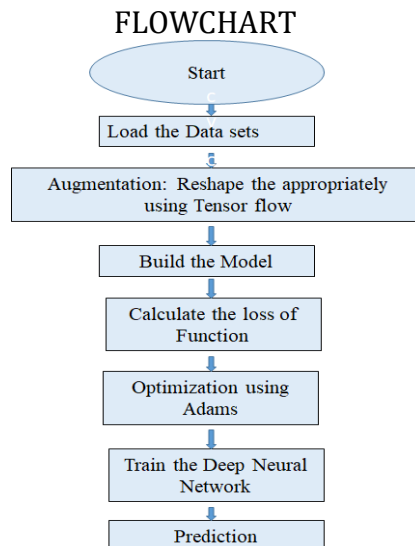 FLOWCHART
Start
Load the Data sets
Augmentation: Reshape the appropriately
using Tensor flow
Build the Model
Calculate the loss of
Function
Optimization using
Adams
Train the Deep Neural
Network
Prediction